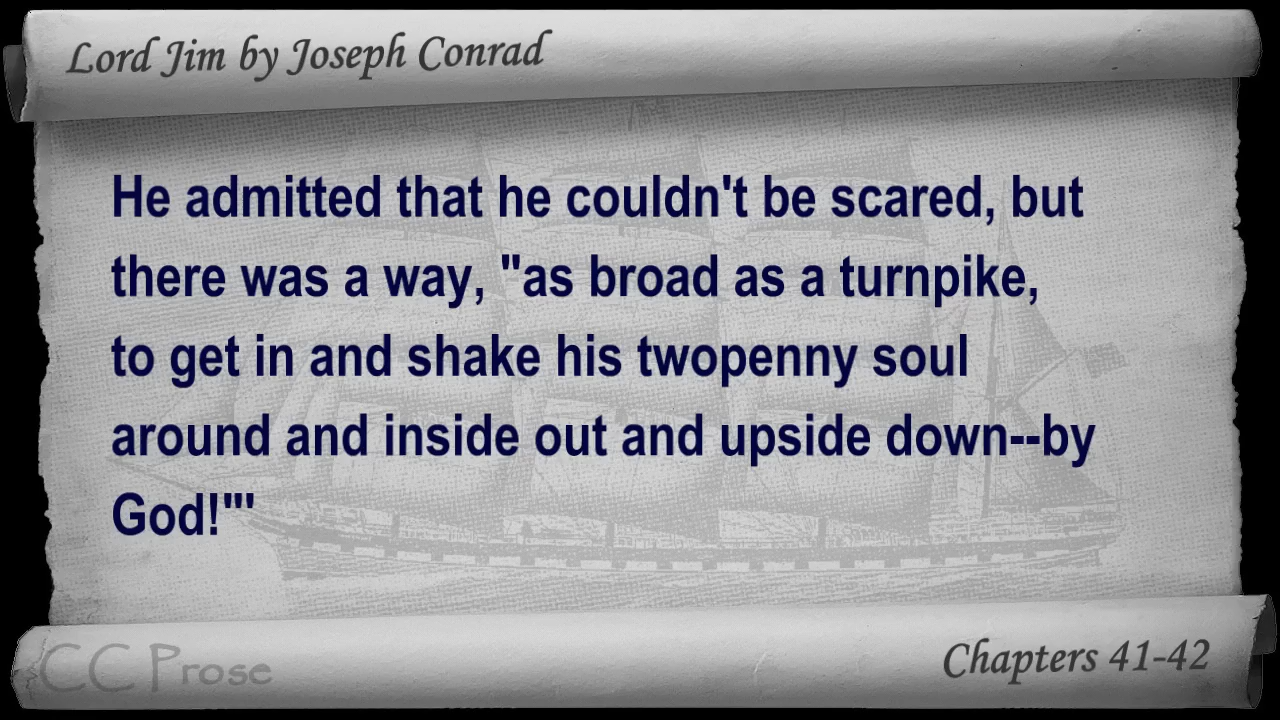 Lord Jim by Joseph Conrad
He admitted that he couldn't be scared, but
there was a way, "as broad as a turnpike,
to get in and shake his twopenny soul
around and inside out and upside down--by
God!"'
CC Prose
Chapters 41-42